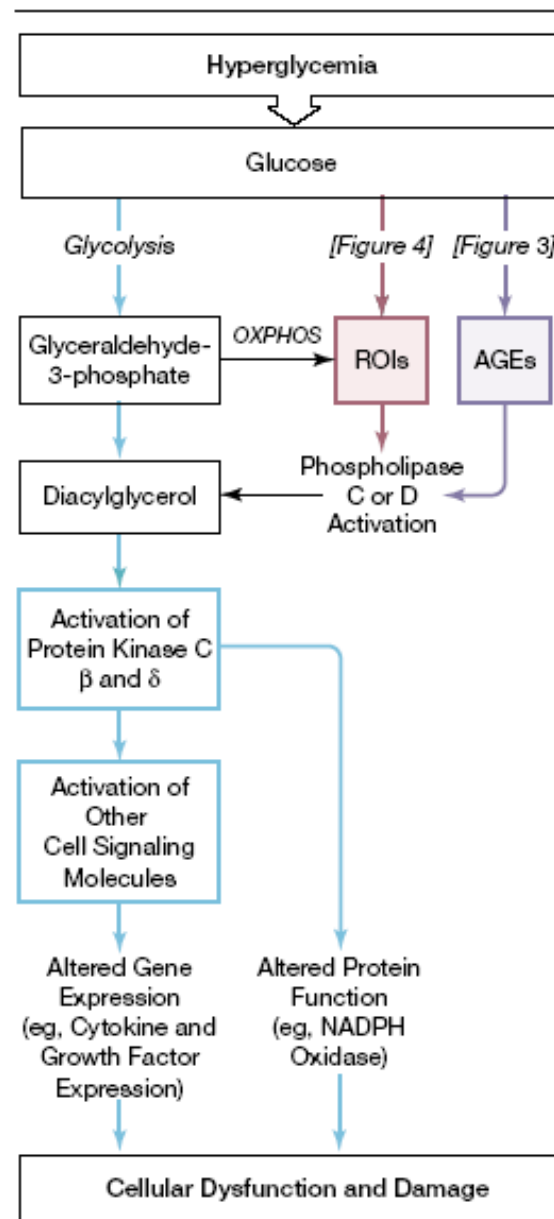 Hyperglycemia
Glucose
Glycolysis
[Figure 4]
[Figure 3]
Glyceraldehyde-
3-phosphate
OXPHOS
ROIs
AGEs
Diacylglycerol
Phospholipase
C or D
Activation
Activation of
Protein Kinase C
β and δ
Activation of
Other
Cell Signaling
Molecules
Altered Gene
Expression
(eg, Cytokine and
Growth Factor
Expression)
Altered Protein
Function
(eg, NADPH
Oxidase)
Cellular Dysfunction and Damage